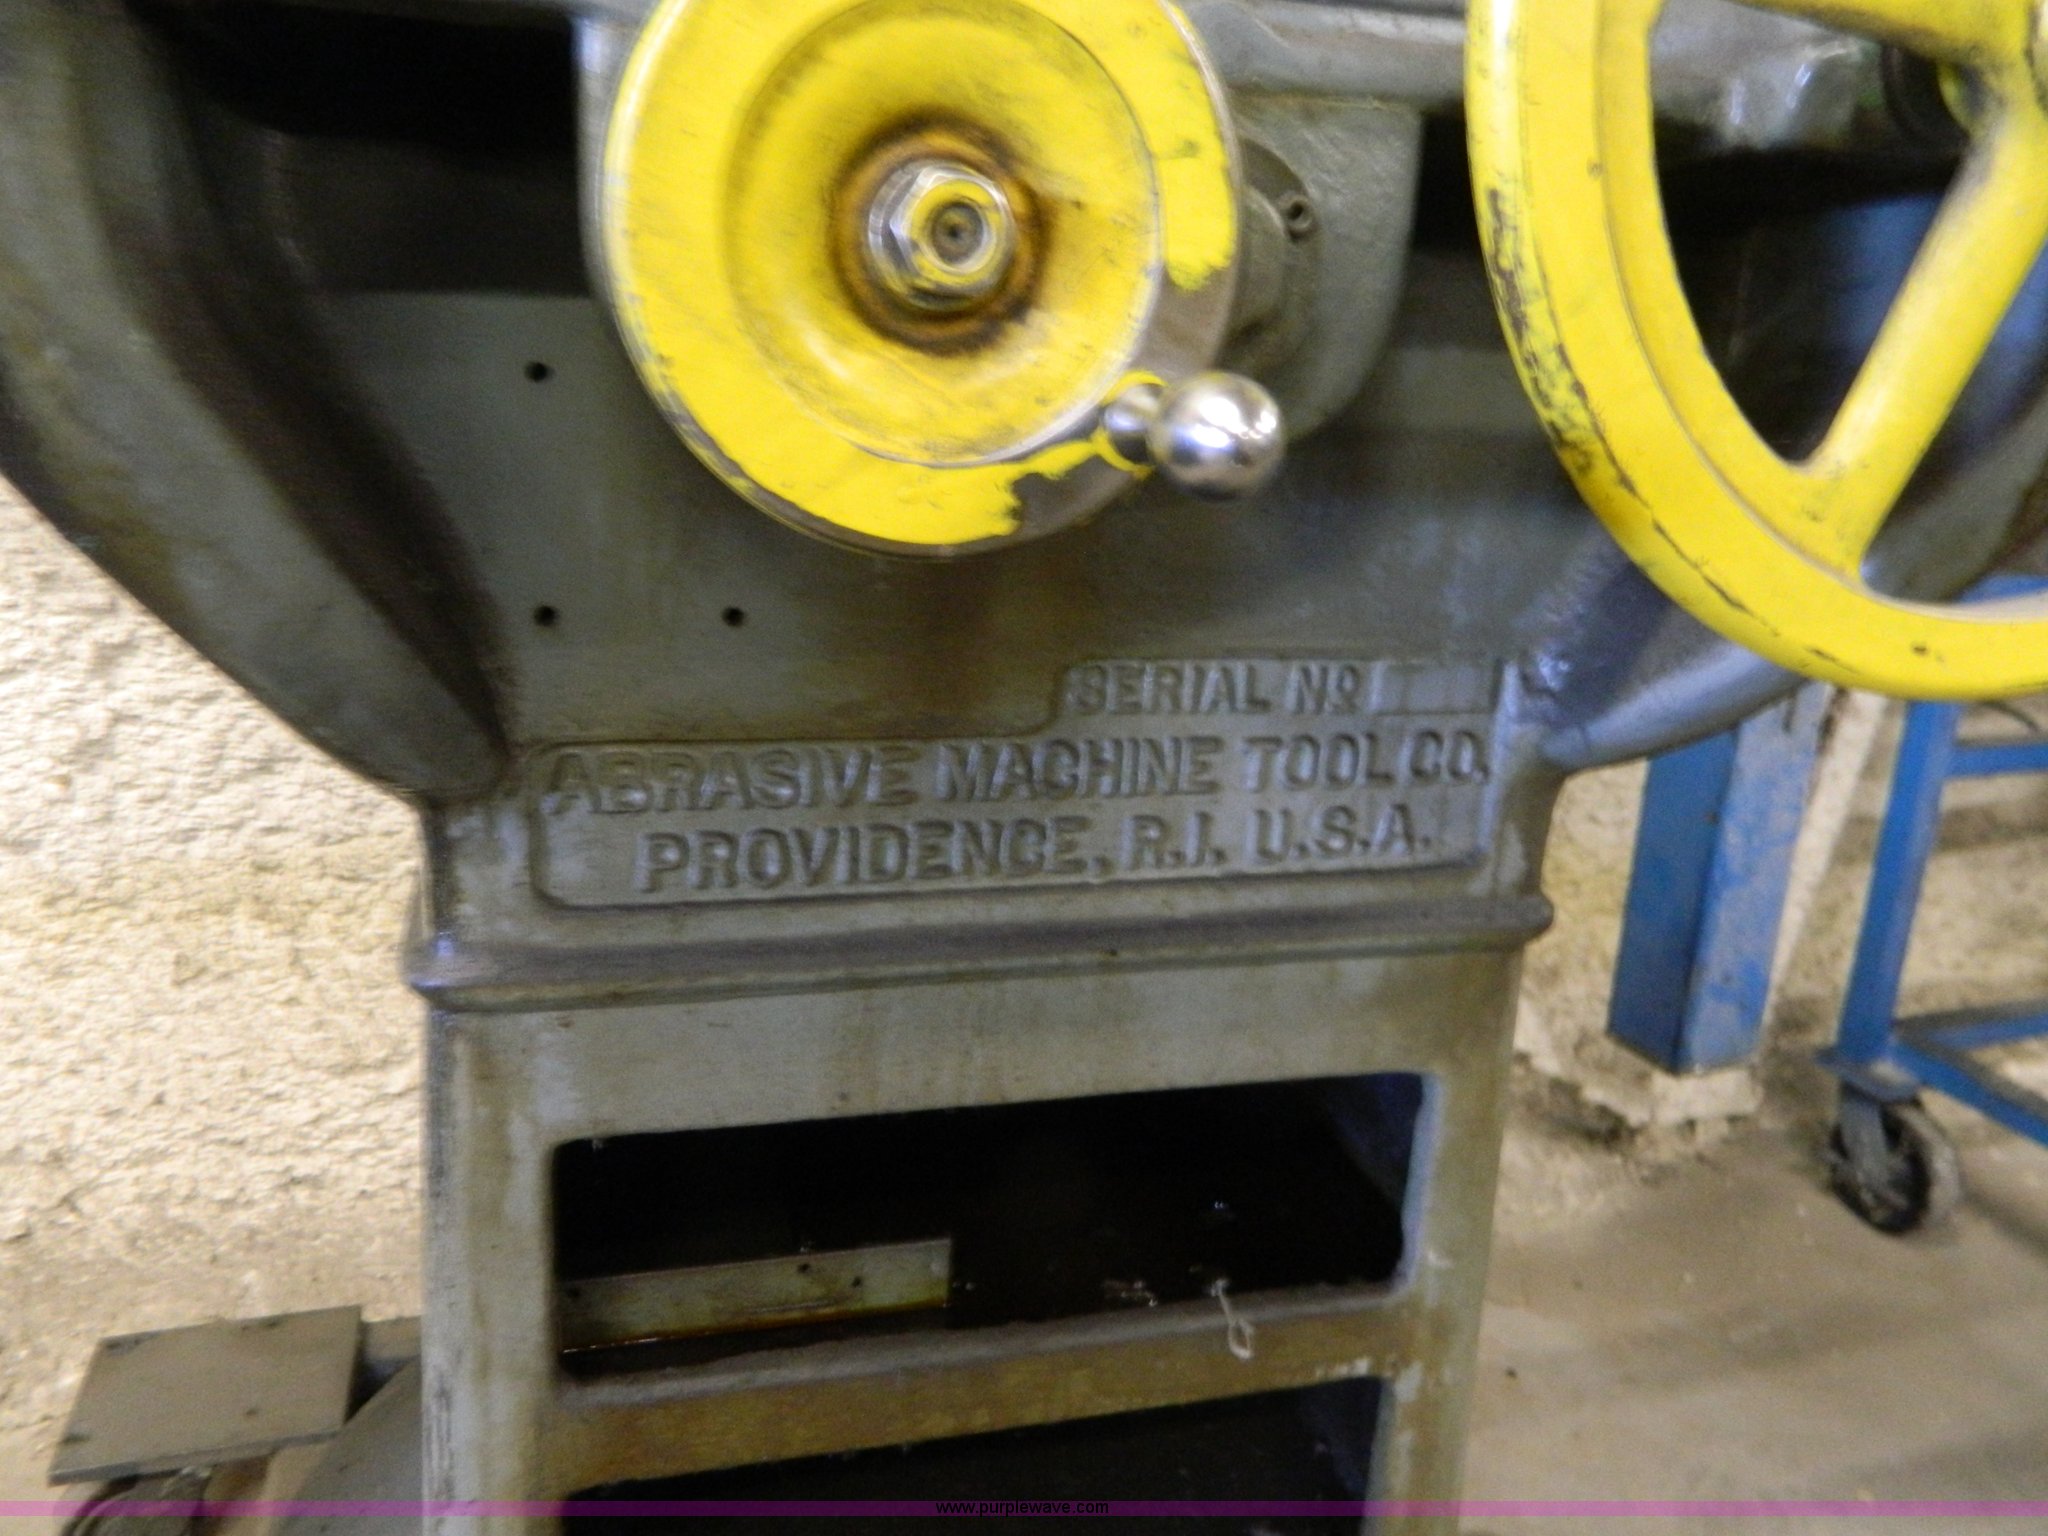 SERIAL NO
ABRASIVE MACHINE TOOL CO.
PROVIDENCE, R.I. U.S.A.
www.purplewave.com